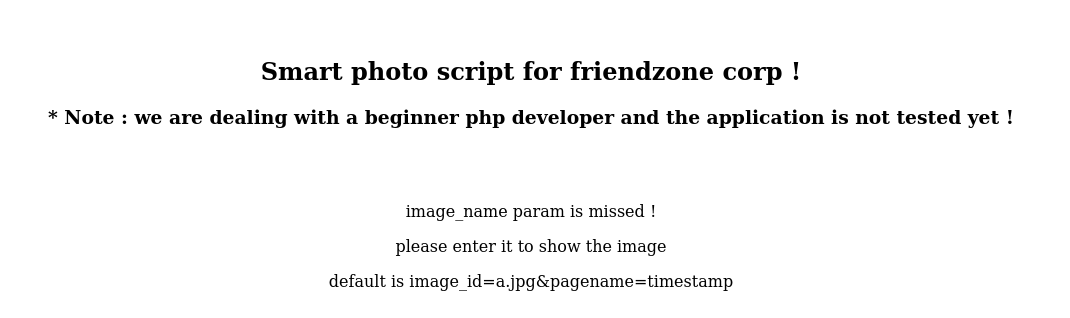 Smart photo script for friendzone corp !
* Note : we are dealing with a beginner php developer and the application is not tested yet !
image_name param is missed !
please enter it to show the image
default is image_id=a.jpg&pagename=timestamp